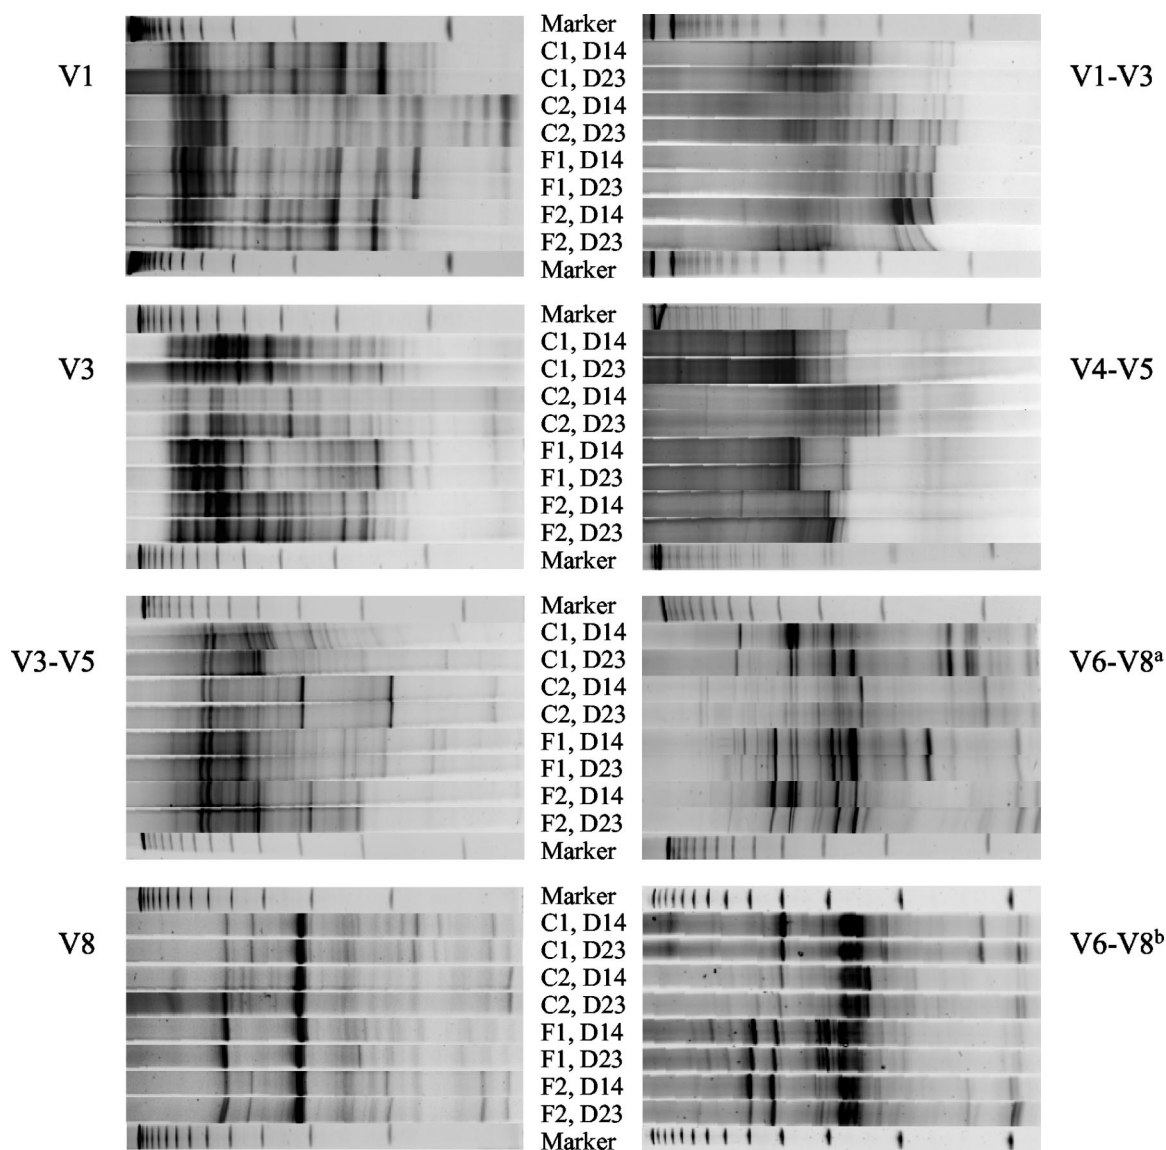 Marker
C1, D14
V1 C1, D23 V1-V3
C2, D14
C2, D23
F1, D14
F1, D23
F2, D14
F2, D23
Marker
Marker
C1, D14
V3 C1, D23 V4-V5
C2, D14
C2, D23
F1, D14
F1, D23
F2, D14
F2, D23
Marker
Marker
C1, D14
V3-V5 C1, D23 V6-V8ᵃ
C2, D14
C2, D23
F1, D14
F1, D23
F2, D14
F2, D23
Marker
Marker
C1, D14
V8 C1, D23 V6-V8ᵇ
C2, D14
C2, D23
F1, D14
F1, D23
F2, D14
F2, D23
Marker